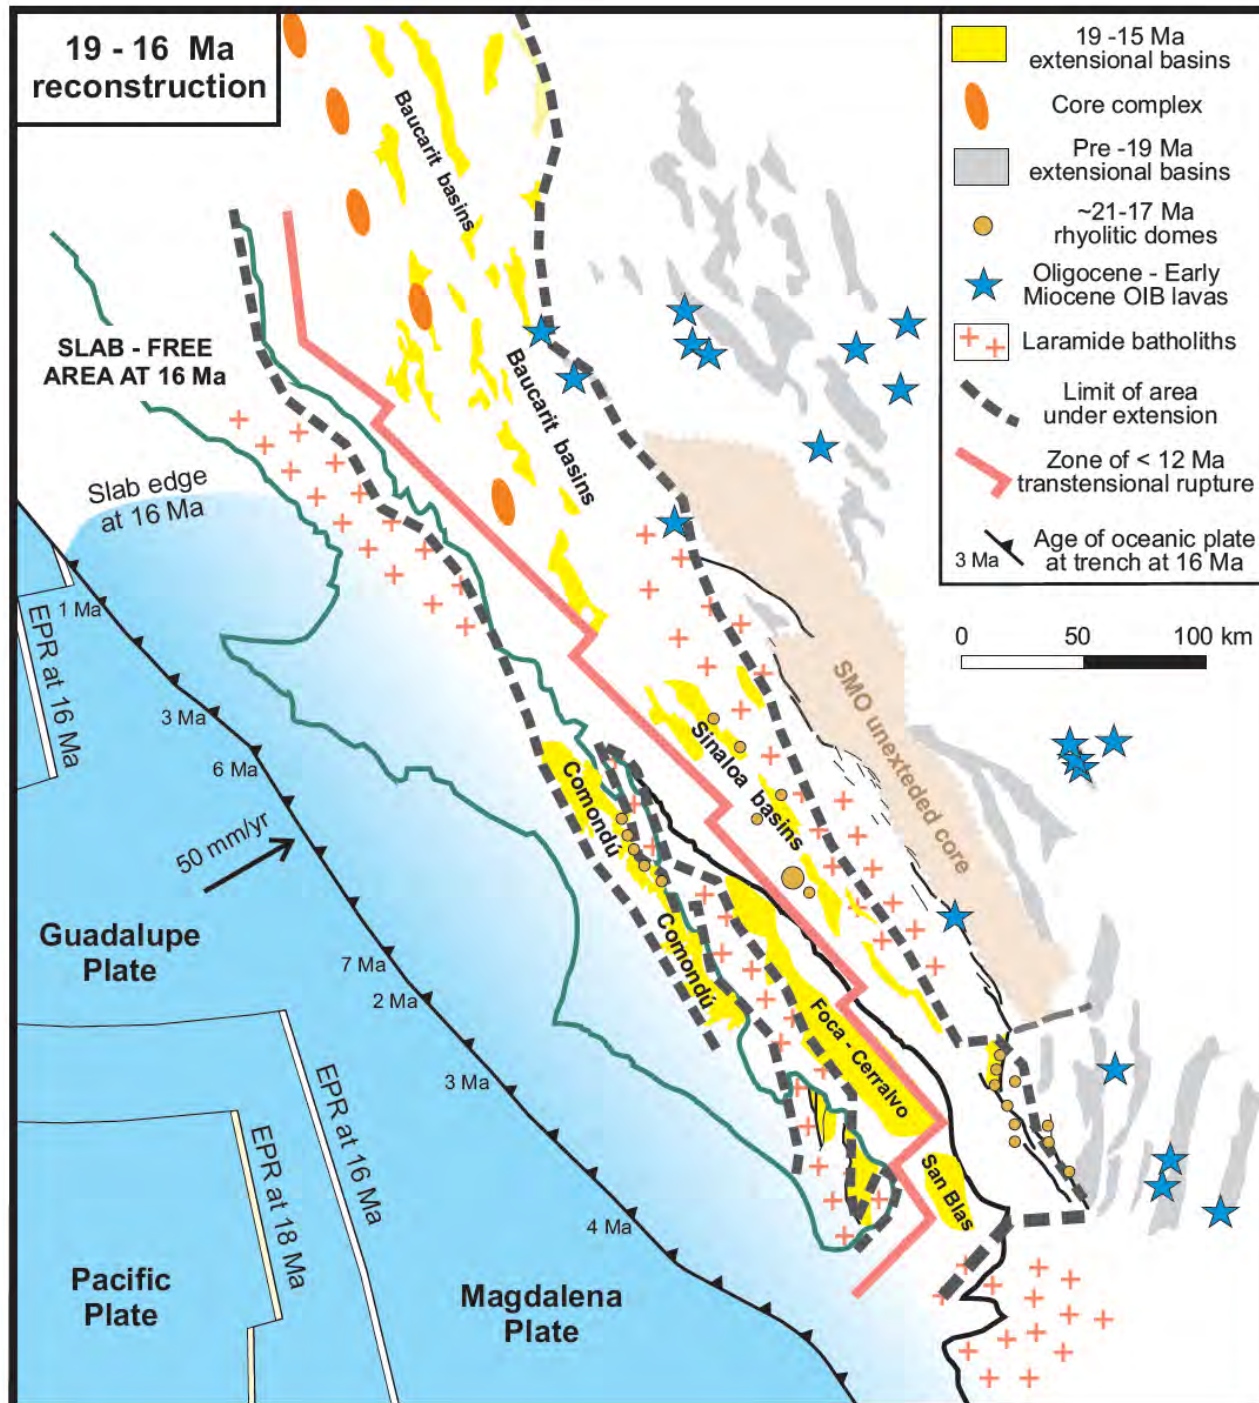 19 - 16 Ma
reconstruction
19 -15 Ma
extensional basins
Core complex
Pre -19 Ma
extensional basins
~21-17 Ma
rhyolitic domes
Oligocene - Early
Miocene OIB lavas
Laramide batholiths
Limit of area
under extension
Zone of < 12 Ma
transtensional rupture
3 Ma
Age of oceanic plate
at trench at 16 Ma
0 50 100 km
Baucarit basins
Baucarit basins
SLAB - FREE
AREA AT 16 Ma
Slab edge
at 16 Ma
EPR at 16 Ma
1 Ma
3 Ma
6 Ma
50 mm/yr
7 Ma
2 Ma
3 Ma
4 Ma
Sinaloa basins
SMO unexteded core
Comondú
Comondú
Foca - Cerralvo
San Blas
Guadalupe
Plate
EPR at 16 Ma
EPR at 18 Ma
Pacific
Plate
Magdalena
Plate